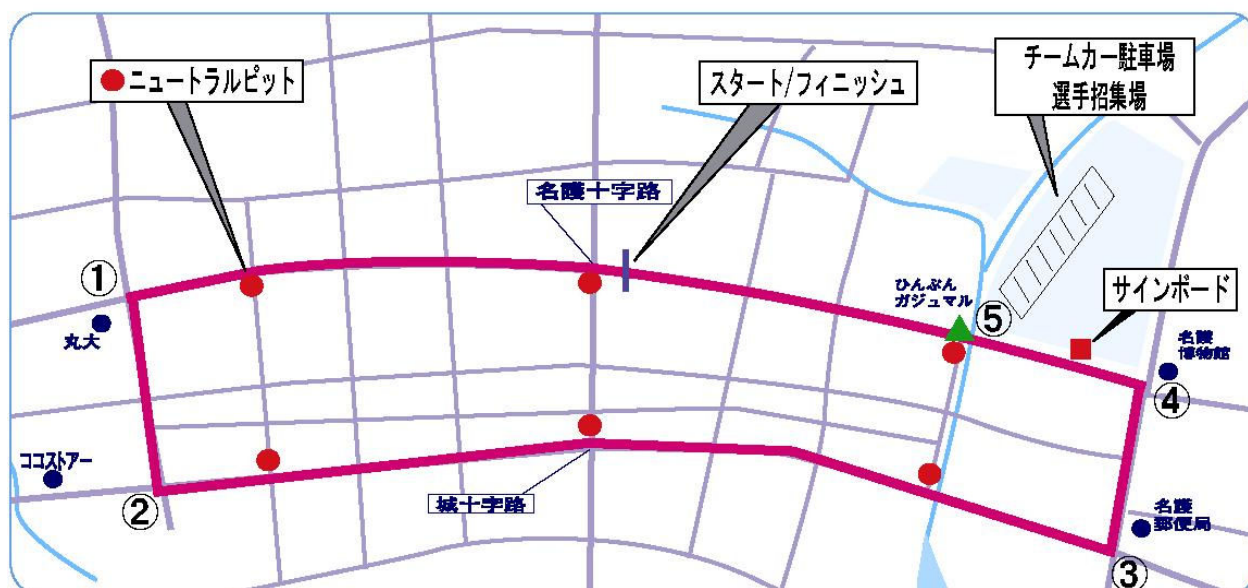 ニュートラルピット
スタート/フィニッシュ
チームカー駐車場
選手招集場
名護十字路
①
丸大
ひんぷん
ガジュマル
⑤
サインボード
名護
博物館
④
ココストアー
②
城十字路
名護
郵便局
③